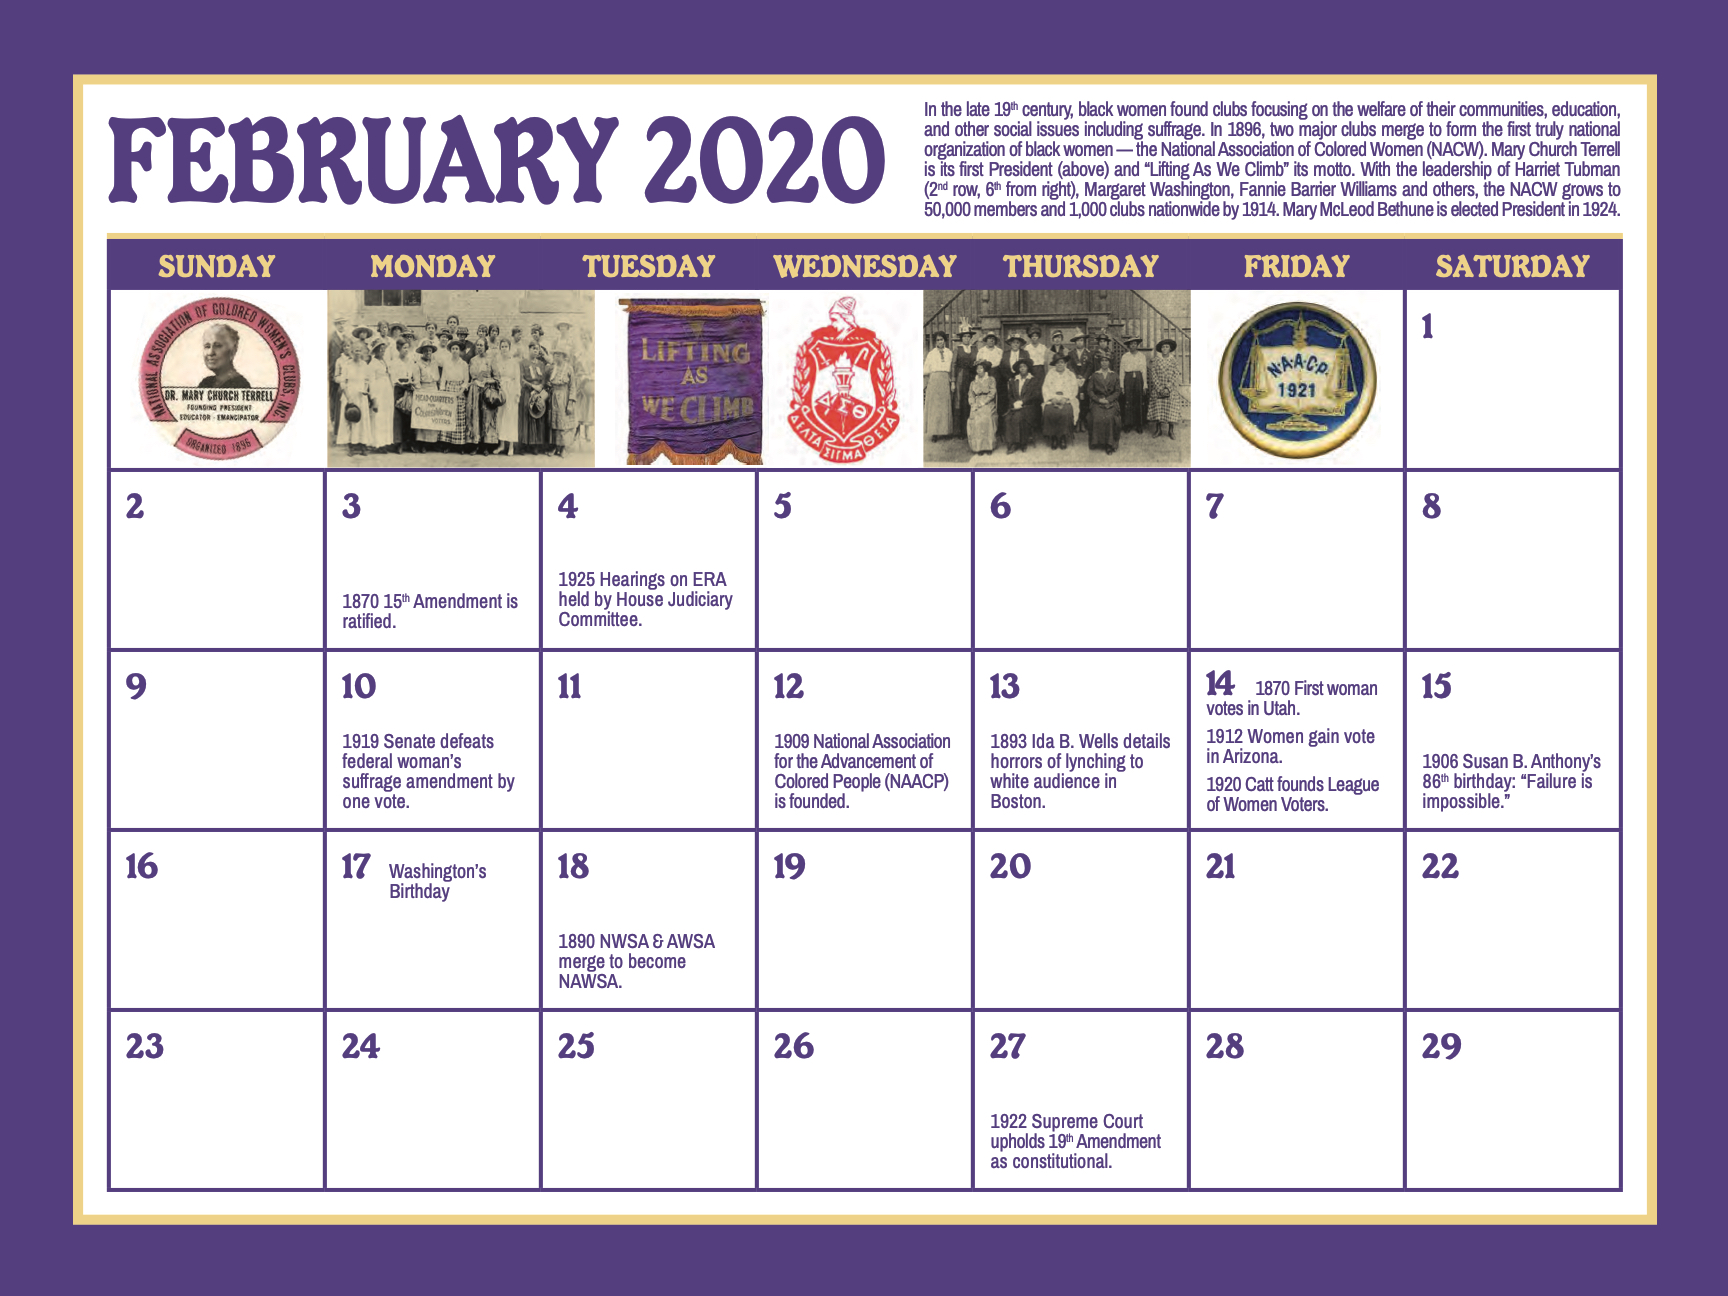 FEBRUARY 2020
In the late 19th century, black women found clubs focusing on the welfare of their communities, education,
and other social issues including suffrage. In 1896, two major clubs merge to form the first truly national
organization of black women — the National Association of Colored Women (NACW). Mary Church Terrell
is its first President (above) and “Lifting As We Climb” its motto. With the leadership of Harriet Tubman
(2nd row, 6th from right), Margaret Washington, Fannie Barrier Williams and others, the NACW grows to
50,000 members and 1,000 clubs nationwide by 1914. Mary McLeod Bethune is elected President in 1924.
SUNDAY MONDAY TUESDAY WEDNESDAY THURSDAY FRIDAY SATURDAY
NATIONAL ASSOCIATION OF COLORED WOMEN'S CLUBS, INC.
DR. MARY CHURCH TERRELL
FOUNDING PRESIDENT
EDUCATOR - EMANCIPATOR
ORGANIZED 1896
HEAD-QUARTERS
FOR
COLORED WOMEN
VOTERS
LIFTING
AS
WE CLIMB
ΔΣΘ
ΔΕΛΤΑ ΣΙΓΜΑ ΘΕΤΑ
N.A.A.C.P.
1921
1
2
3
1870 15th Amendment is
ratified.
4
1925 Hearings on ERA
held by House Judiciary
Committee.
5
6
7
8
9
10
1919 Senate defeats
federal woman’s
suffrage amendment by
one vote.
11
12
1909 National Association
for the Advancement of
Colored People (NAACP)
is founded.
13
1893 Ida B. Wells details
horrors of lynching to
white audience in
Boston.
14 1870 First woman
votes in Utah.
1912 Women gain vote
in Arizona.
1920 Catt founds League
of Women Voters.
15
1906 Susan B. Anthony’s
86th birthday: “Failure is
impossible.”
16
17 Washington’s
Birthday
18
1890 NWSA & AWSA
merge to become
NAWSA.
19
20
21
22
23
24
25
26
27
1922 Supreme Court
upholds 19th Amendment
as constitutional.
28
29